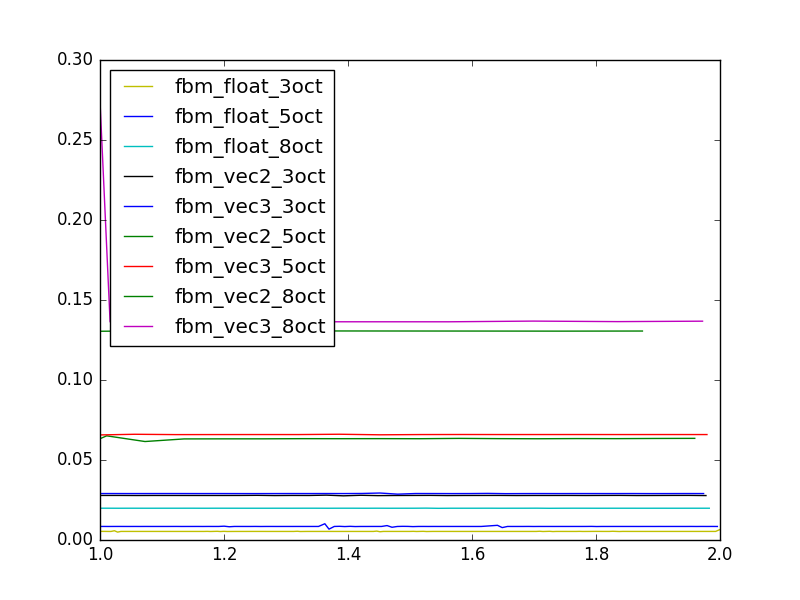 0.30
0.25
0.20
0.15
0.10
0.05
0.00
fbm_float_3oct
fbm_float_5oct
fbm_float_8oct
fbm_vec2_3oct
fbm_vec3_3oct
fbm_vec2_5oct
fbm_vec3_5oct
fbm_vec2_8oct
fbm_vec3_8oct
1.0 1.2 1.4 1.6 1.8 2.0